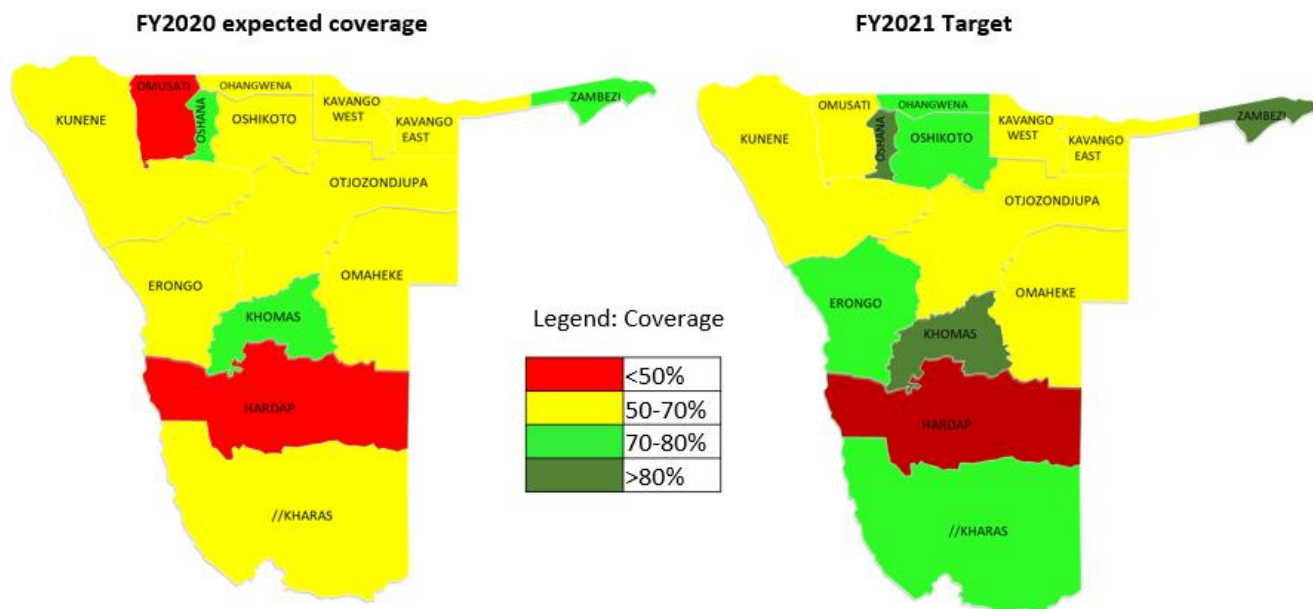 FY2020 expected coverage
OMUSATI
OHANGWENA
ZAMBEZI
KUNENE
OSHANA
OSHIKOTO
KAVANGO
WEST
KAVANGO
EAST
OTJOZONDJUPA
ERONGO
OMAHEKE
KHOMAS
HARDAP
//KHARAS
Legend: Coverage
<50%
50-70%
70-80%
>80%
FY2021 Target
OMUSATI
OHANGWENA
ZAMBEZI
KUNENE
OSHANA
OSHIKOTO
KAVANGO
WEST
KAVANGO
EAST
OTJOZONDJUPA
ERONGO
OMAHEKE
KHOMAS
HARDAP
//KHARAS